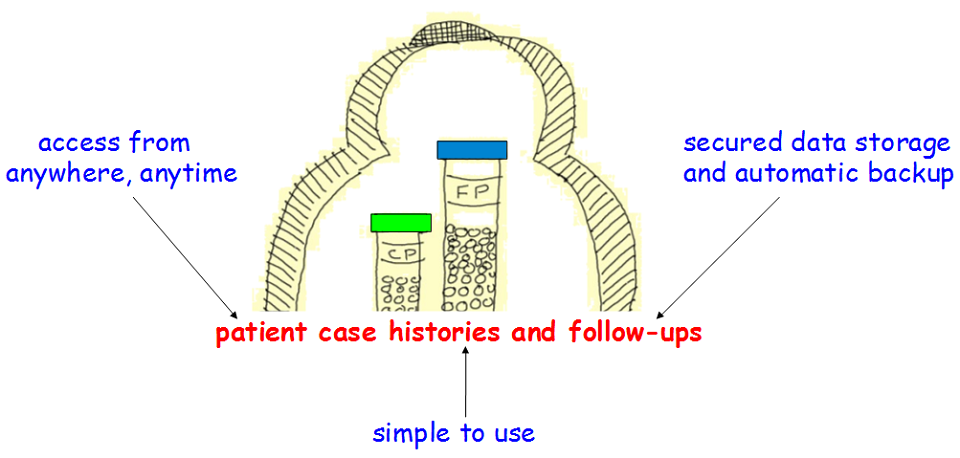 access from
anywhere, anytime
secured data storage
and automatic backup
FP
CP
patient case histories and follow-ups
simple to use